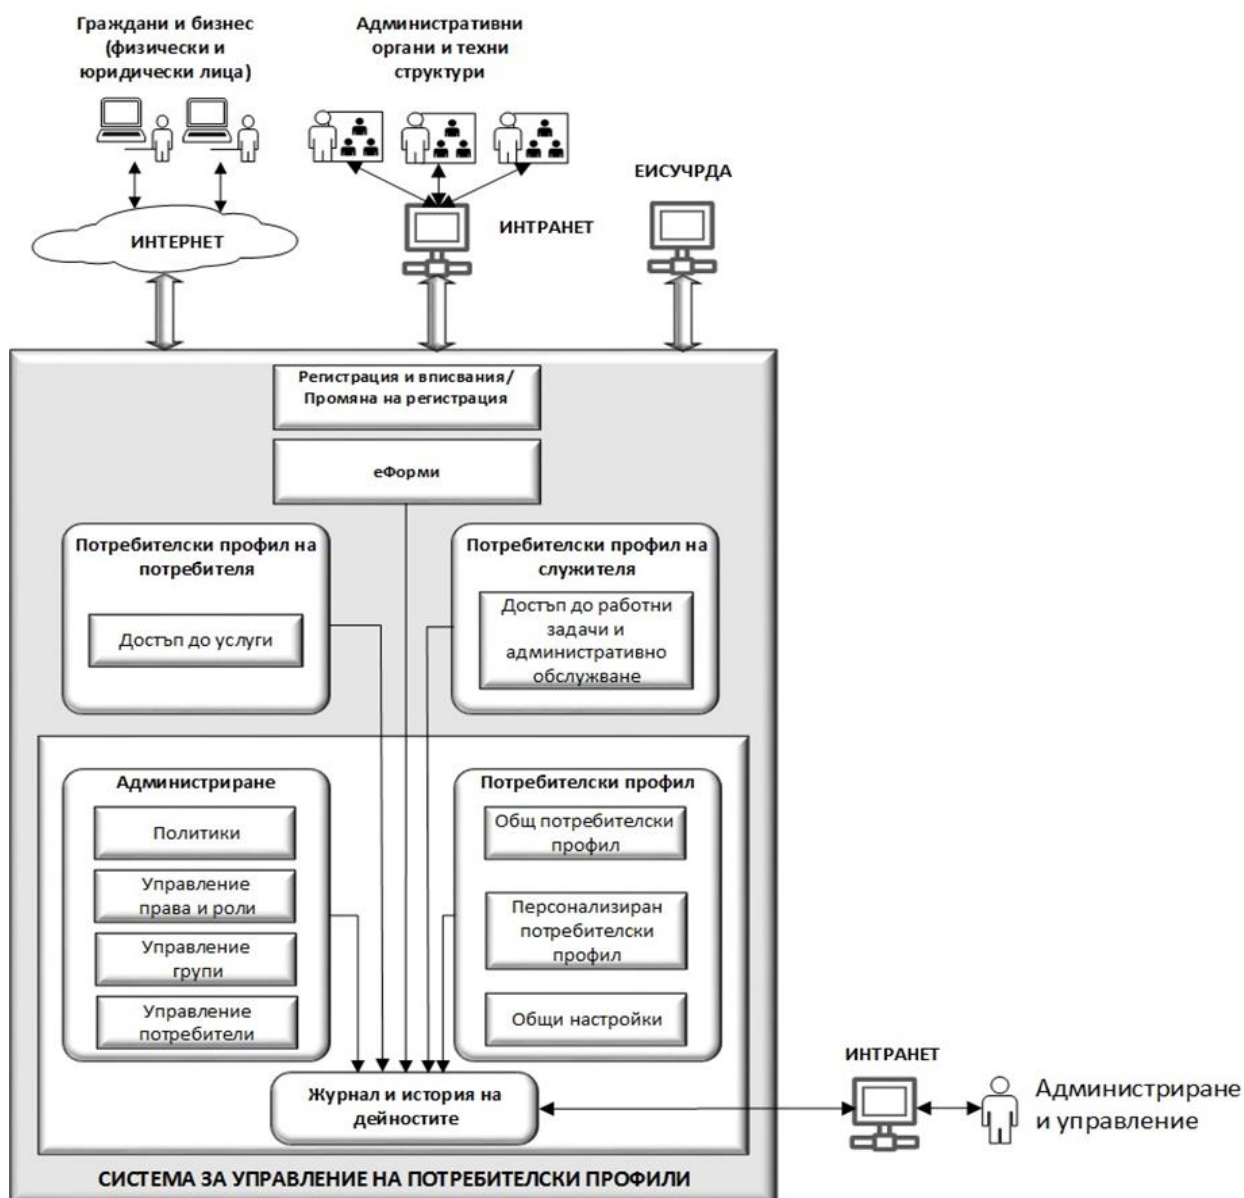 Граждани и бизнес
(физически и
юридически лица)
Административни
органи и техни
структури
ЕИСУЧРДА
ИНТЕРНЕТ
ИНТРАНЕТ
Регистрация и вписвания/
Промяна на регистрация
еФорми
Потребителски профил на
потребителя
Достъп до услуги
Потребителски профил на
служителя
Достъп до работни
задачи и
административно
обслужване
Администриране
Политики
Управление
права и роли
Управление
групи
Управление
потребители
Потребителски профил
Общ потребителски
профил
Персонализиран
потребителски
профил
Общи настройки
Журнал и история на
дейностите
ИНТРАНЕТ
Администриране
и управление
СИСТЕМА ЗА УПРАВЛЕНИЕ НА ПОТРЕБИТЕЛСКИ ПРОФИЛИ